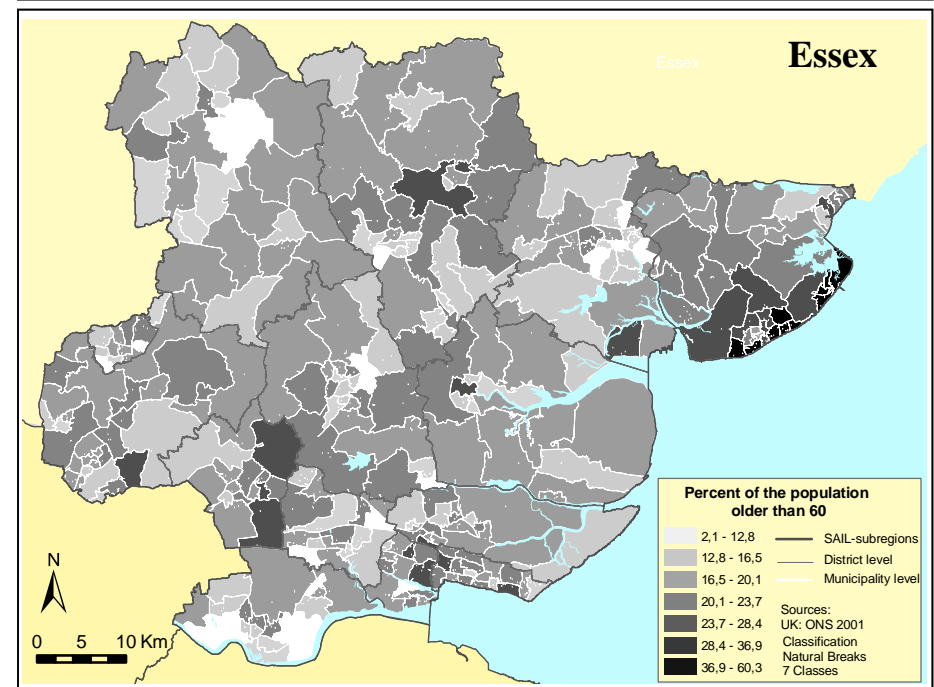 Essex
Essex
Percent of the population
older than 60
2,1 - 12,8
12,8 - 16,5
16,5 - 20,1
20,1 - 23,7
23,7 - 28,4
28,4 - 36,9
36,9 - 60,3
SAIL-subregions
District level
Municipality level
Sources:
UK: ONS 2001
Classification
Natural Breaks
7 Classes
N
0 5 10 Km